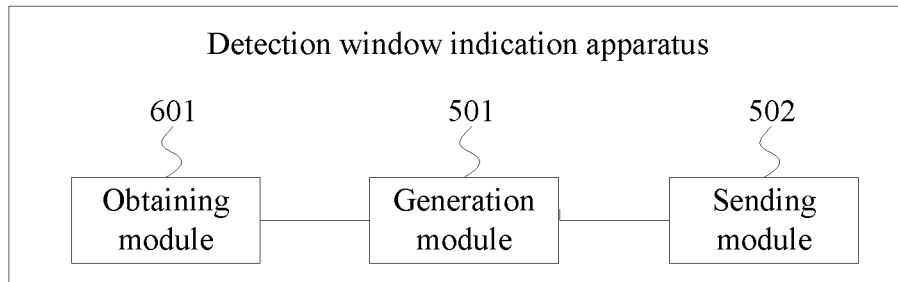 Detection window indication apparatus
601
501
502
Obtaining
module
Generation
module
Sending
module